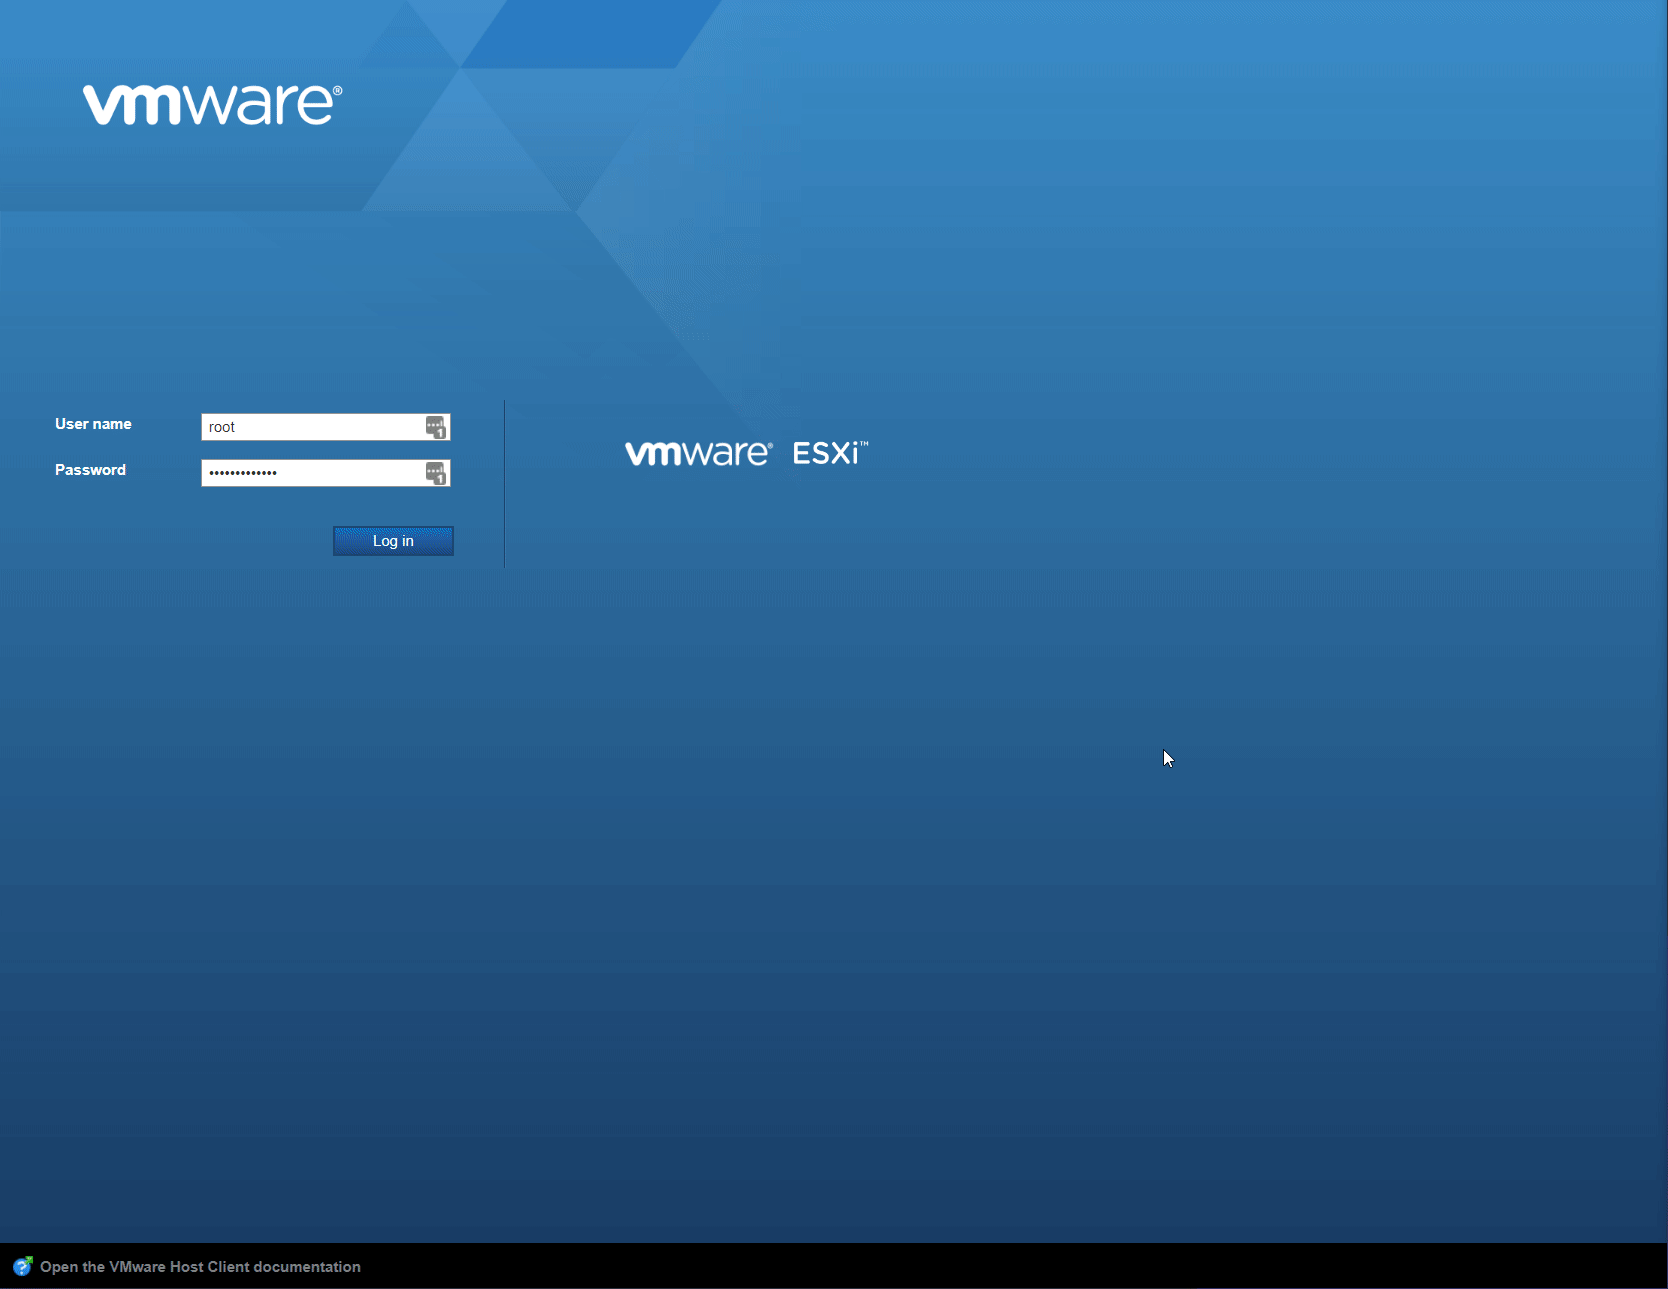 vmware®
User name
root
Password
•••••••••••••
Log in
vmware® ESXi™
Open the VMware Host Client documentation